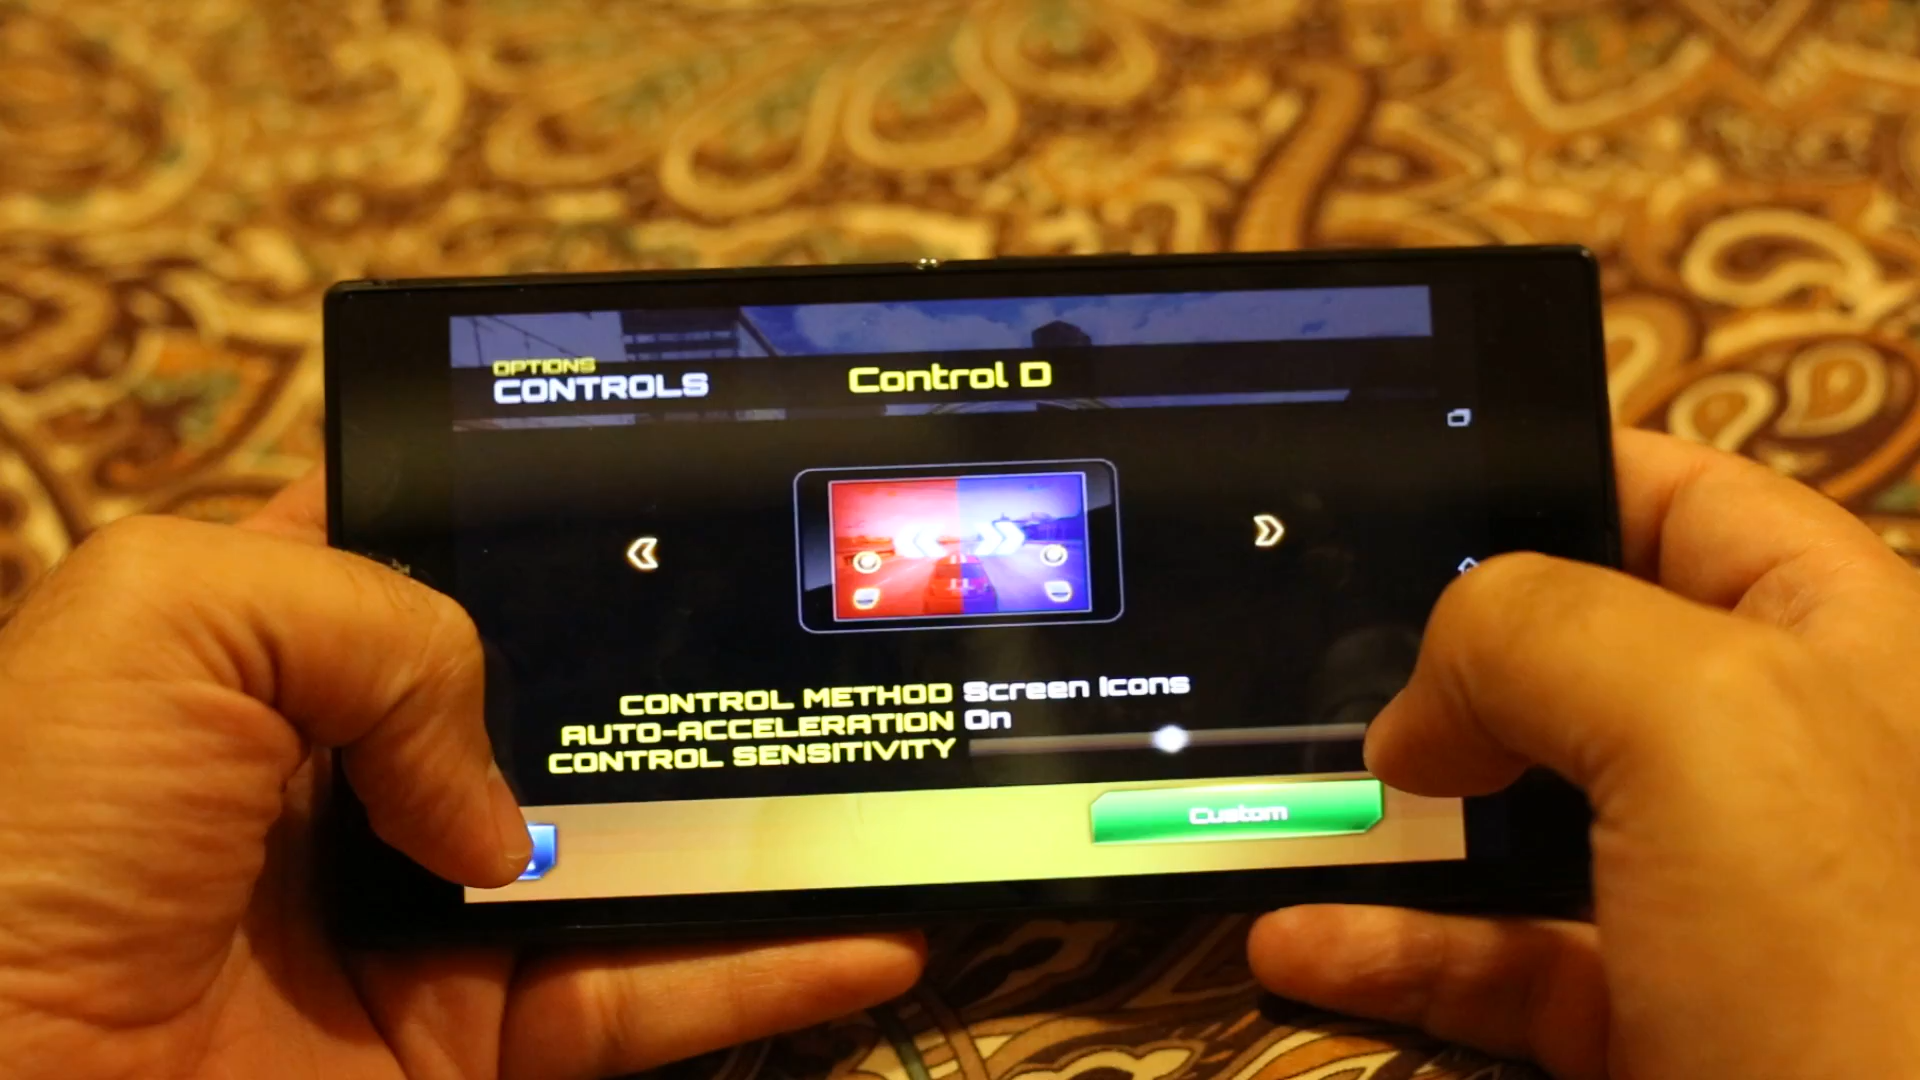 OPTIONS
CONTROLS
Control D
CONTROL METHOD Screen Icons
AUTO-ACCELERATION On
CONTROL SENSITIVITY
Custom